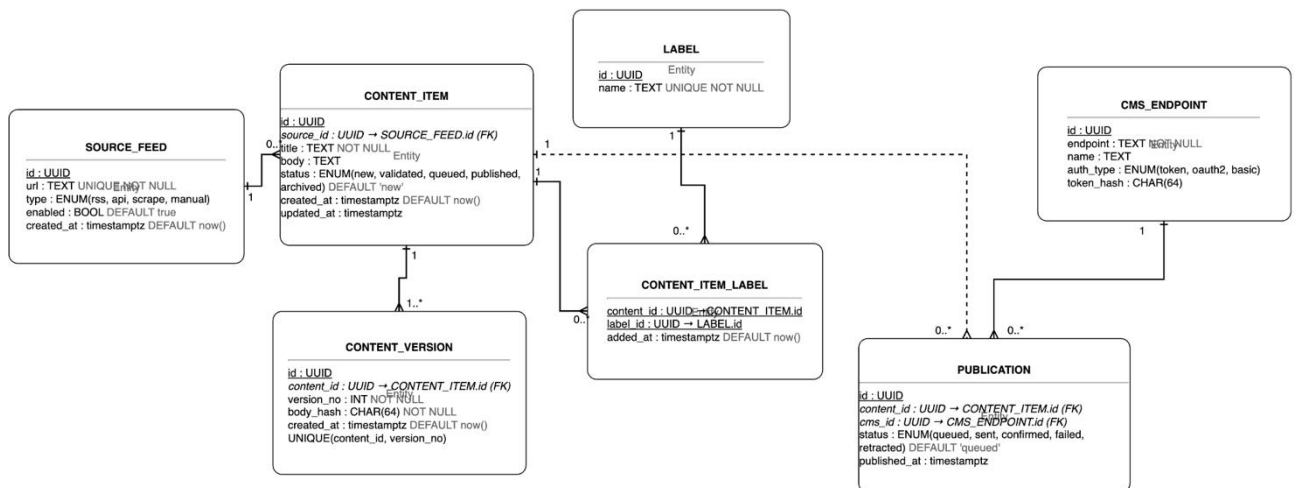 SOURCE_FEED
Entity
id : UUID
url : TEXT UNIQUE NOT NULL
type : ENUM(rss, api, scrape, manual)
enabled : BOOL DEFAULT true
created_at : timestamptz DEFAULT now()
1
0..
CONTENT_ITEM
Entity
id : UUID
source_id : UUID → SOURCE_FEED.id (FK)
title : TEXT NOT NULL
body : TEXT
status : ENUM(new, validated, queued, published,
archived) DEFAULT 'new'
created_at : timestamptz DEFAULT now()
updated_at : timestamptz
1
1
1
1..*
CONTENT_VERSION
Entity
id : UUID
content_id : UUID → CONTENT_ITEM.id (FK)
version_no : INT NOT NULL
body_hash : CHAR(64) NOT NULL
created_at : timestamptz DEFAULT now()
UNIQUE(content_id, version_no)
LABEL
Entity
id : UUID
name : TEXT UNIQUE NOT NULL
1
0..*
0..
CONTENT_ITEM_LABEL
Entity
content_id : UUID → CONTENT_ITEM.id
label_id : UUID → LABEL.id
added_at : timestamptz DEFAULT now()
CMS_ENDPOINT
Entity
id : UUID
endpoint : TEXT NOT NULL
name : TEXT
auth_type : ENUM(token, oauth2, basic)
token_hash : CHAR(64)
1
0..*
0..*
PUBLICATION
Entity
id : UUID
content_id : UUID → CONTENT_ITEM.id (FK)
cms_id : UUID → CMS_ENDPOINT.id (FK)
status : ENUM(queued, sent, confirmed, failed,
retracted) DEFAULT 'queued'
published_at : timestamptz